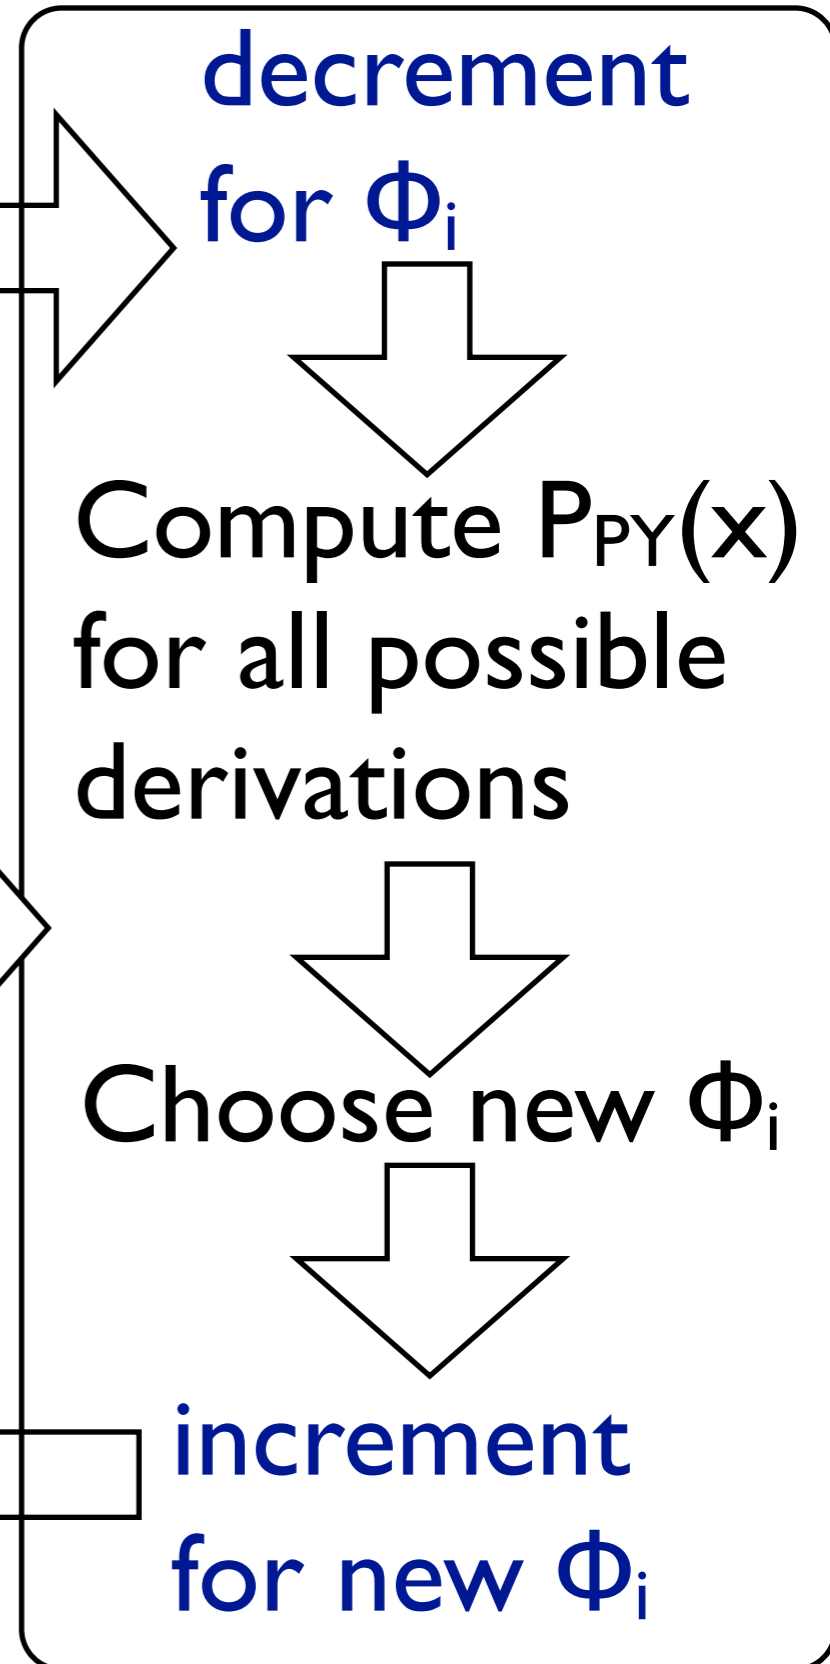 decrement
for Φi
Compute PPY(x)
for all possible
derivations
Choose new Φi
increment
for new Φi